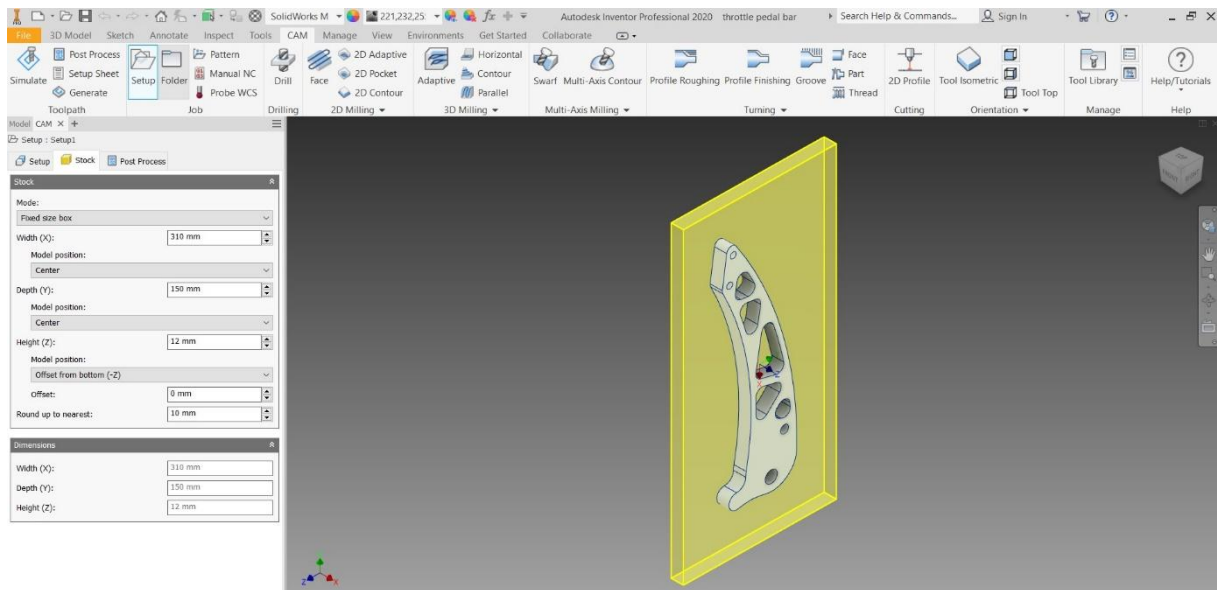 SolidWorks M 221,232,25: Autodesk Inventor Professional 2020 throttle pedal bar Search Help & Commands... Sign In
File 3D Model Sketch Annotate Inspect Tools CAM Manage View Environments Get Started Collaborate
Simulate Post Process Setup Sheet Generate Setup Folder Pattern Manual NC Probe WCS Drill Face 2D Adaptive 2D Pocket 2D Contour Adaptive Horizontal Contour Parallel Swarf Multi-Axis Contour Profile Roughing Profile Finishing Groove Face Part Thread 2D Profile Tool Isometric Tool Top Tool Library Help/Tutorials
Toolpath Job Drilling 2D Milling 3D Milling Multi-Axis Milling Turning Cutting Orientation Manage Help
Model CAM × +
Setup : Setup1
Setup Stock Post Process
Stock
Mode:
Fixed size box
Width (X): 310 mm
Model position:
Center
Depth (Y): 150 mm
Model position:
Center
Height (Z): 12 mm
Model position:
Offset from bottom (-Z)
Offset: 0 mm
Round up to nearest: 10 mm
Dimensions
Width (X): 310 mm
Depth (Y): 150 mm
Height (Z): 12 mm
Z X